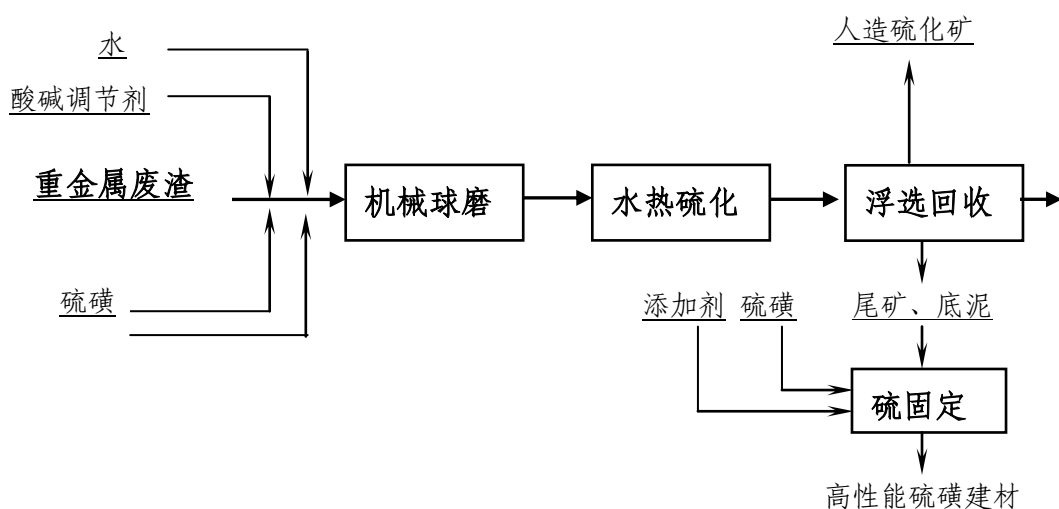 人造硫化矿
水
酸碱调节剂
重金属废渣
机械球磨
水热硫化
浮选回收
硫磺
添加剂
硫磺
尾矿、底泥
硫固定
高性能硫磺建材